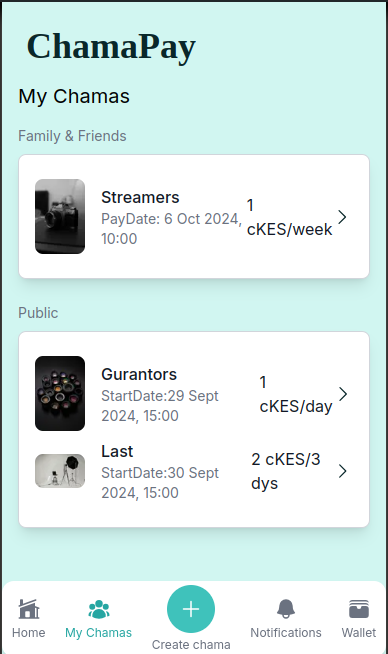 ChamaPay
My Chamas
Family & Friends
Streamers
PayDate: 6 Oct 2024,
10:00
1
cKES/week
Public
Gurantors
StartDate:29 Sept
2024, 15:00
1
cKES/day
Last
StartDate:30 Sept
2024, 15:00
2 cKES/3
dys
Home
My Chamas
Create chama
Notifications
Wallet